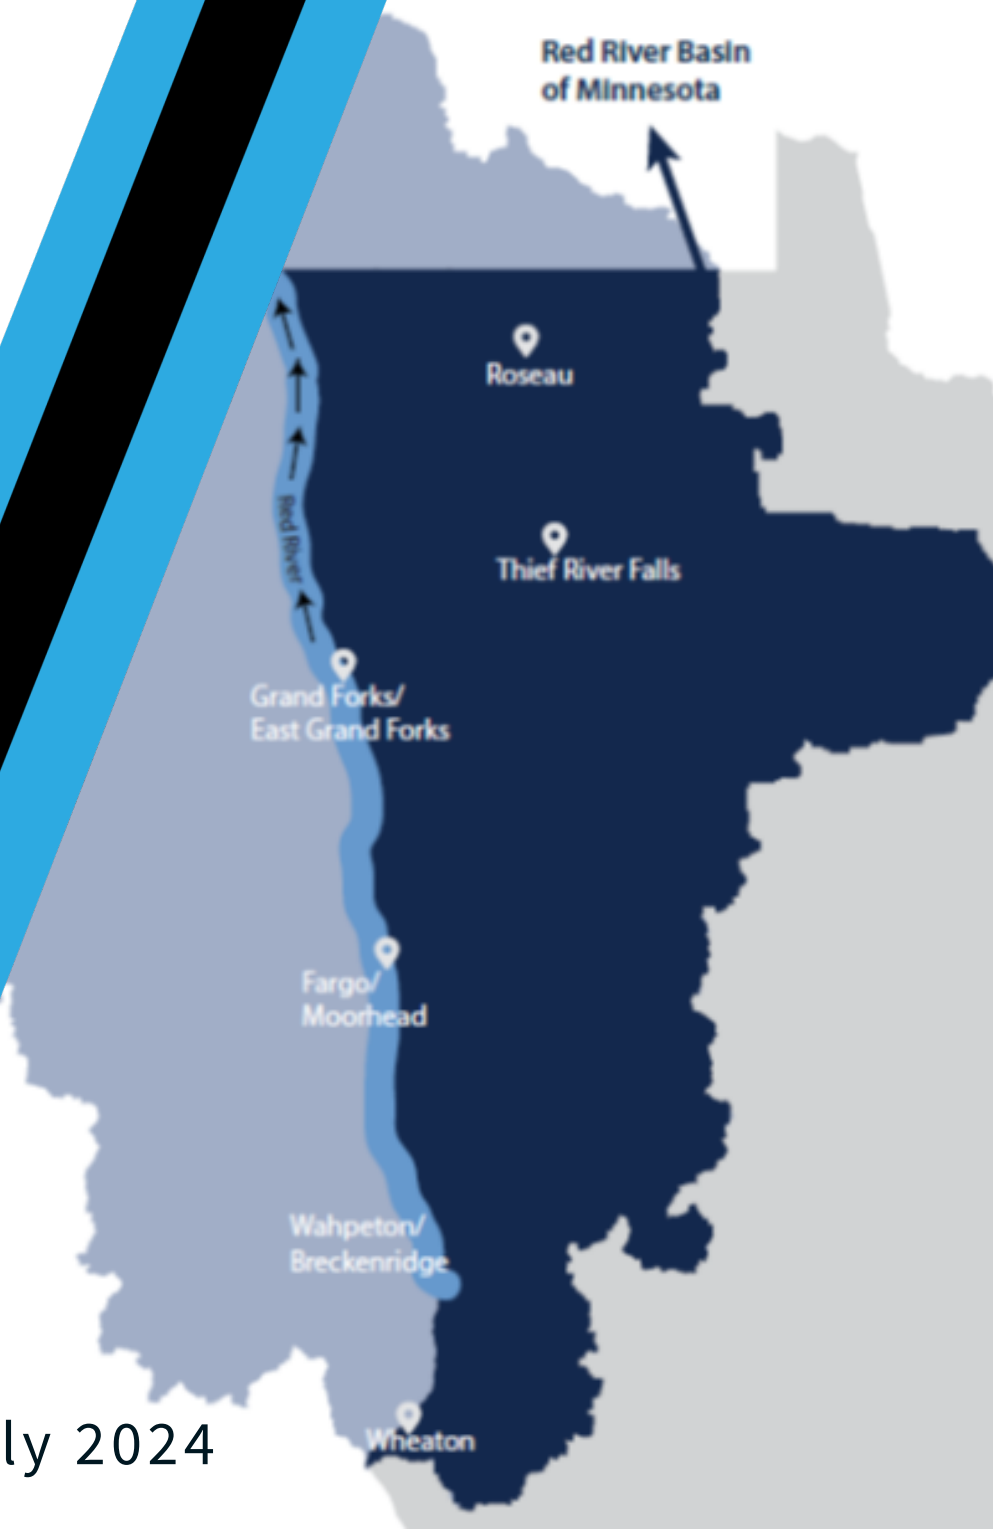 Red River Basin
of Minnesota
Roseau
Thief River Falls
Red River
Grand Forks/
East Grand Forks
Fargo/
Moorhead
Wahpeton/
Breckenridge
Wheaton
ly 2024